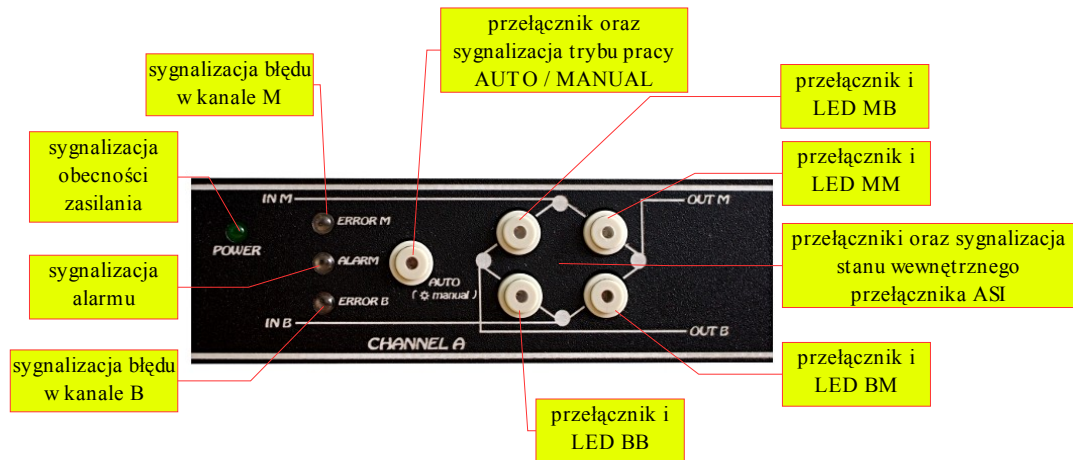 przełącznik oraz
sygnalizacja trybu pracy
AUTO / MANUAL
sygnalizacja błędu
w kanale M
przełącznik i
LED MB
sygnalizacja
obecności
zasilania
przełącznik i
LED MM
IN M
OUT M
ERROR M
POWER
ALARM
przełączniki oraz sygnalizacja
stanu wewnętrznego
przełącznika ASI
sygnalizacja
alarmu
AUTO
( ☼ manual )
ERROR B
IN B
OUT B
CHANNEL A
sygnalizacja błędu
w kanale B
przełącznik i
LED BM
przełącznik i
LED BB